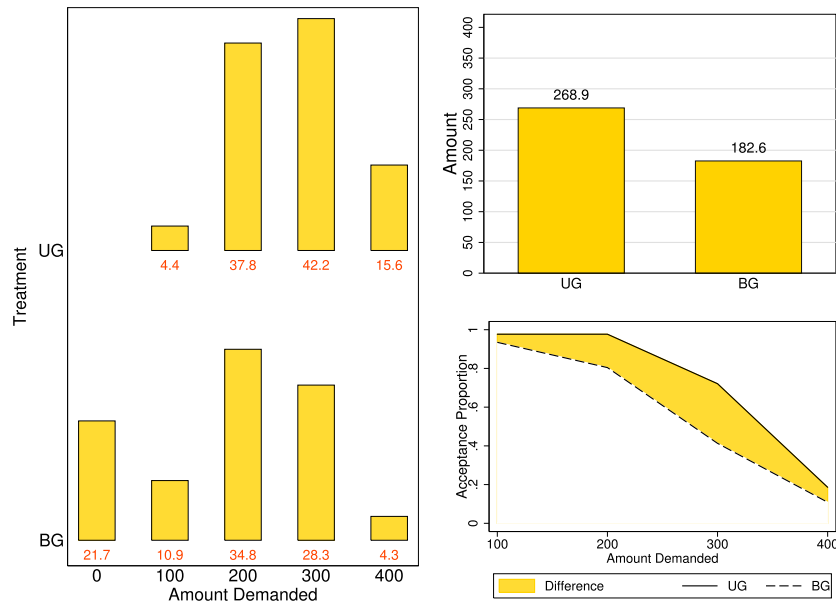 Treatment
UG
4.4 37.8 42.2 15.6
BG
21.7 10.9 34.8 28.3 4.3
0 100 200 300 400
Amount Demanded
Amount
400
350
300
250
200
150
100
50
0
268.9
182.6
UG BG
Acceptance Proportion
1
.8
.6
.4
.2
0
100 200 300 400
Amount Demanded
Difference UG BG